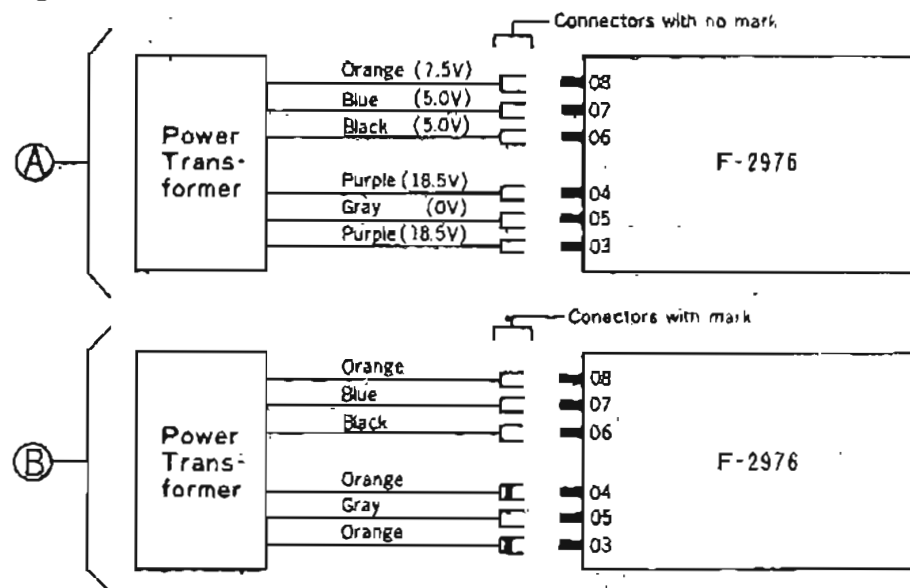 Connectors with no mark
Orange (7.5V)
08
Blue (5.0V)
07
Black (5.0V)
06
Power
Trans-
former
F-2976
A
Purple (18.5V)
04
Gray (0V)
05
Purple (18.5V)
03
Conectors with mark
Orange
08
Blue
07
Black
06
Power
Trans-
former
F-2976
B
Orange
04
Gray
05
Orange
03